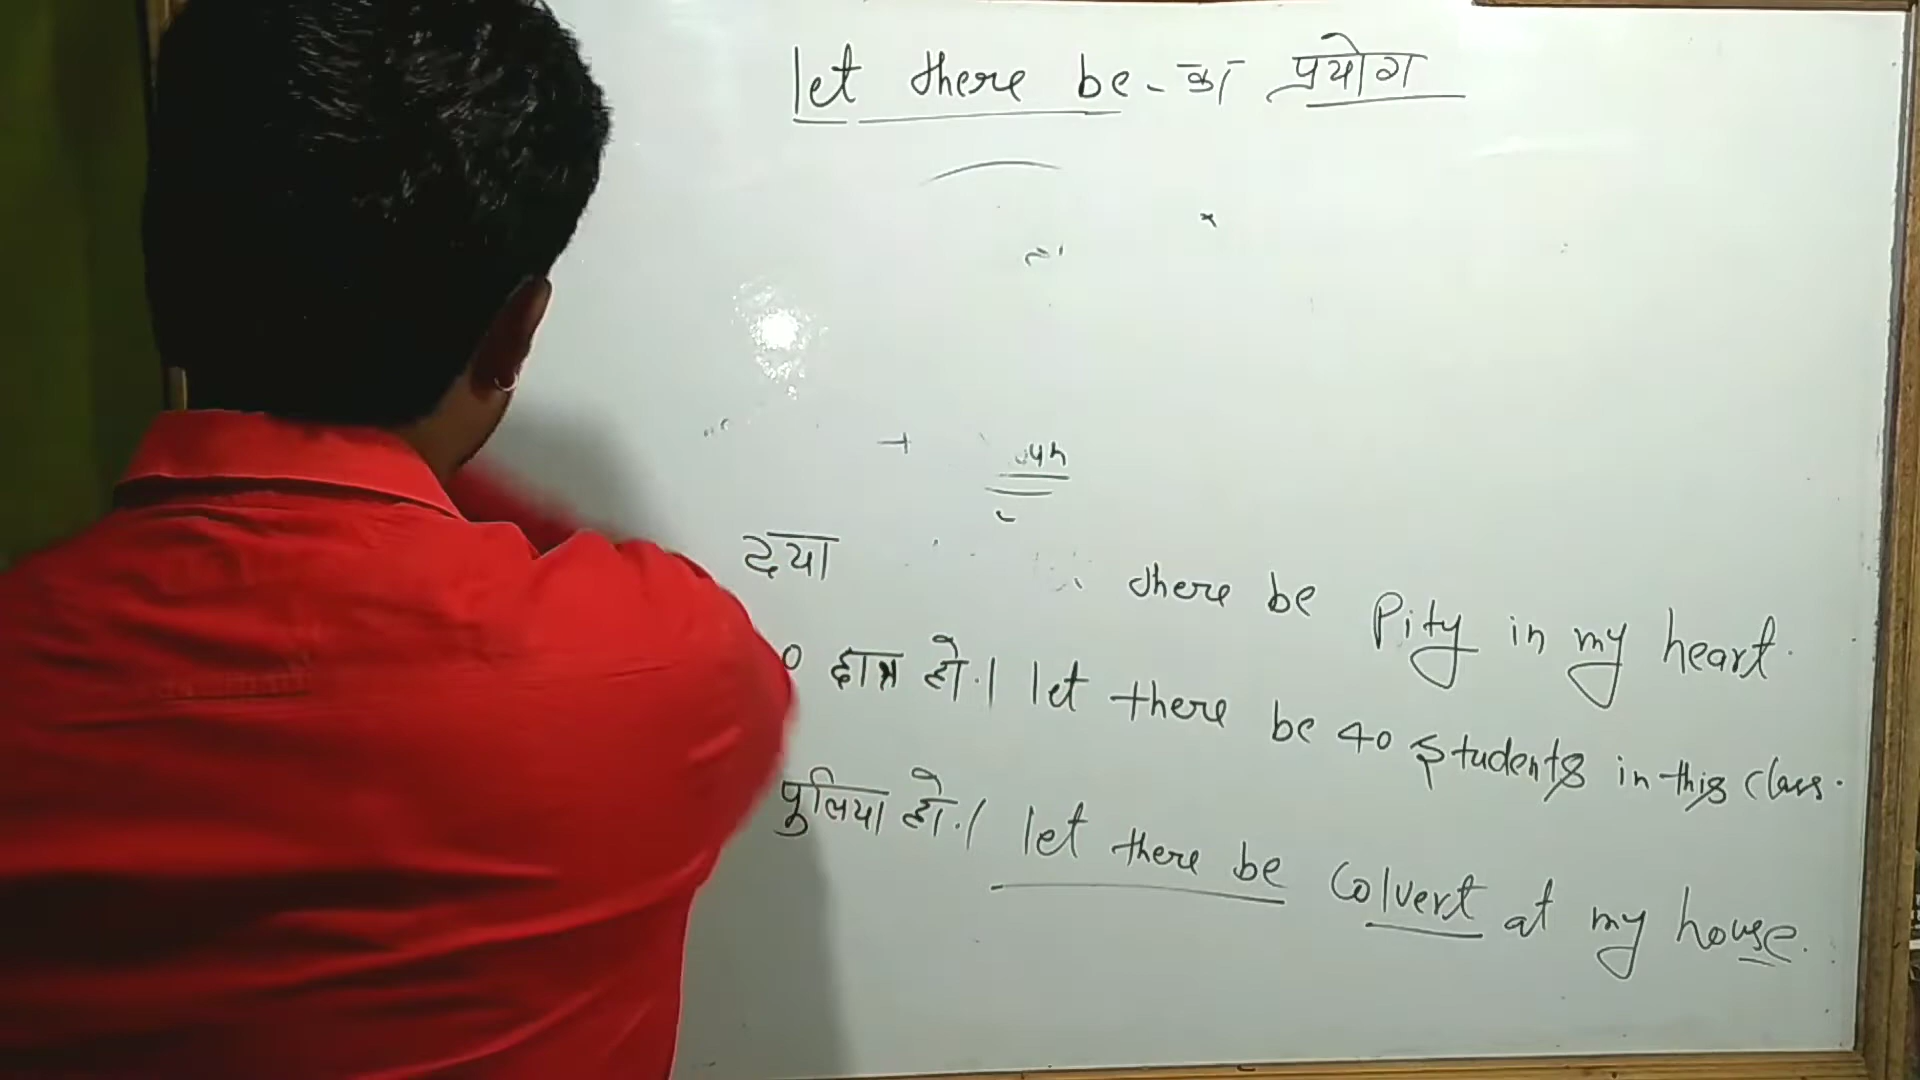 let there be - का प्रयोग
दया there be Pity in my heart.
0 छात्र हो.। let there be 40 students in this class.
पुलिया हो.। let there be Colvert at my house.